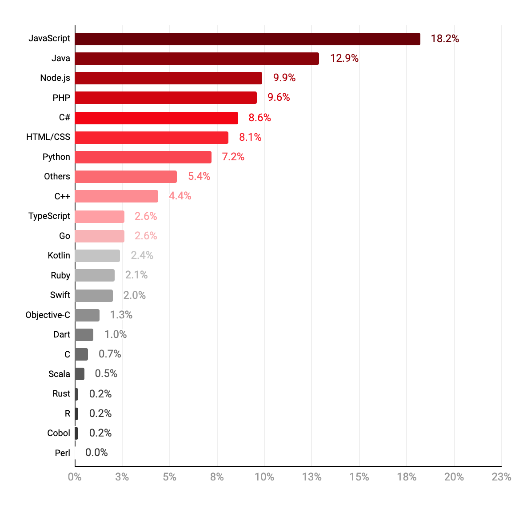 JavaScript 18.2%
Java 12.9%
Node.js 9.9%
PHP 9.6%
C# 8.6%
HTML/CSS 8.1%
Python 7.2%
Others 5.4%
C++ 4.4%
TypeScript 2.6%
Go 2.6%
Kotlin 2.4%
Ruby 2.1%
Swift 2.0%
Objective-C 1.3%
Dart 1.0%
C 0.7%
Scala 0.5%
Rust 0.2%
R 0.2%
Cobol 0.2%
Perl 0.0%
0% 3% 5% 8% 10% 13% 15% 18% 20% 23%